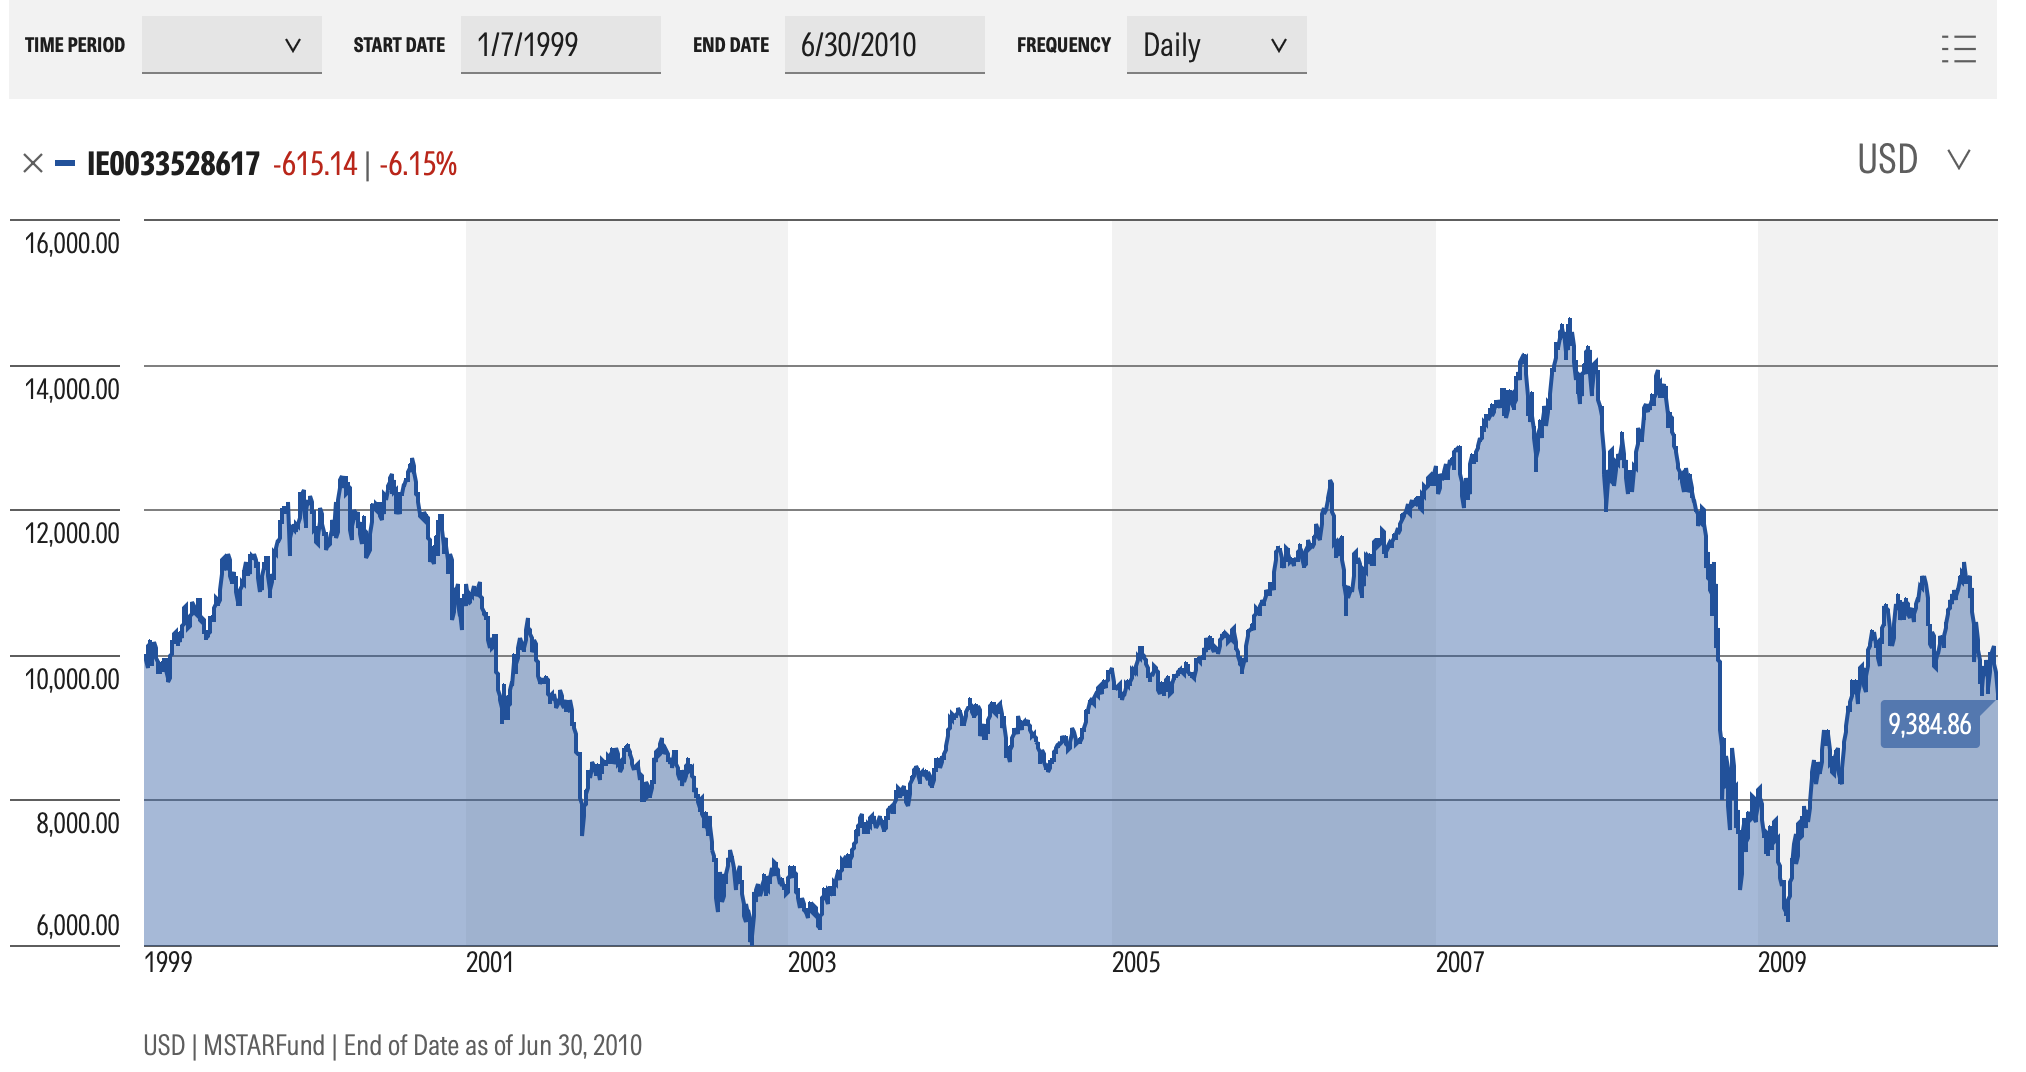 TIME PERIOD START DATE 1/7/1999 END DATE 6/30/2010 FREQUENCY Daily
IE0033528617 -615.14 | -6.15% USD
16,000.00
14,000.00
12,000.00
10,000.00
9,384.86
8,000.00
6,000.00
1999 2001 2003 2005 2007 2009
USD | MSTARFund | End of Date as of Jun 30, 2010